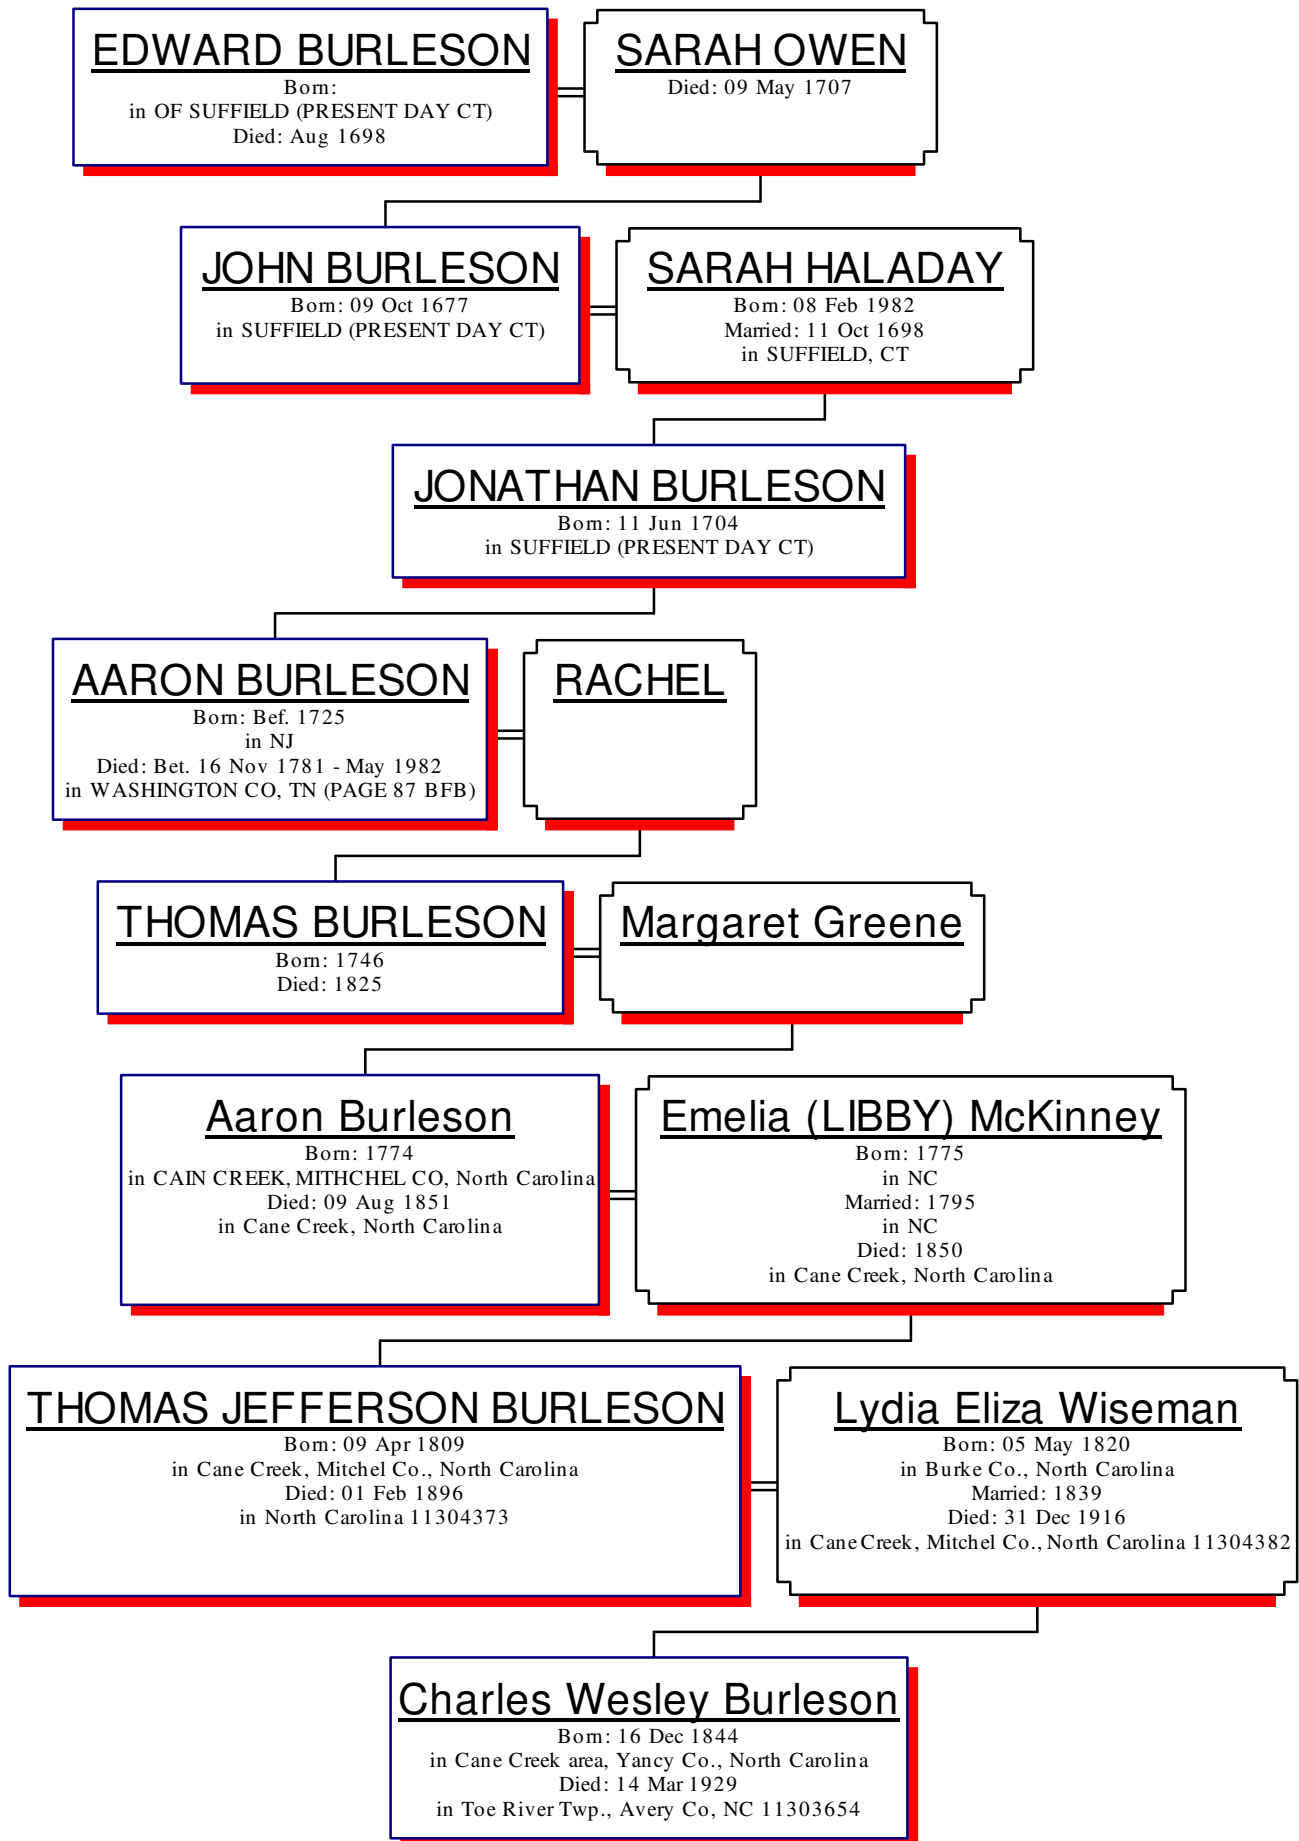 EDWARD BURLESON
Born:
in OF SUFFIELD (PRESENT DAY CT)
Died: Aug 1698
SARAH OWEN
Died: 09 May 1707
JOHN BURLESON
Born: 09 Oct 1677
in SUFFIELD (PRESENT DAY CT)
SARAH HALADAY
Born: 08 Feb 1982
Married: 11 Oct 1698
in SUFFIELD, CT
JONATHAN BURLESON
Born: 11 Jun 1704
in SUFFIELD (PRESENT DAY CT)
AARON BURLESON
Born: Bef. 1725
in NJ
Died: Bet. 16 Nov 1781 - May 1982
in WASHINGTON CO, TN (PAGE 87 BFB)
RACHEL
THOMAS BURLESON
Born: 1746
Died: 1825
Margaret Greene
Aaron Burleson
Born: 1774
in CAIN CREEK, MITHCHEL CO, North Carolina
Died: 09 Aug 1851
in Cane Creek, North Carolina
Emelia (LIBBY) McKinney
Born: 1775
in NC
Married: 1795
in NC
Died: 1850
in Cane Creek, North Carolina
THOMAS JEFFERSON BURLESON
Born: 09 Apr 1809
in Cane Creek, Mitchel Co., North Carolina
Died: 01 Feb 1896
in North Carolina 11304373
Lydia Eliza Wiseman
Born: 05 May 1820
in Burke Co., North Carolina
Married: 1839
Died: 31 Dec 1916
in Cane Creek, Mitchel Co., North Carolina 11304382
Charles Wesley Burleson
Born: 16 Dec 1844
in Cane Creek area, Yancy Co., North Carolina
Died: 14 Mar 1929
in Toe River Twp., Avery Co, NC 11303654